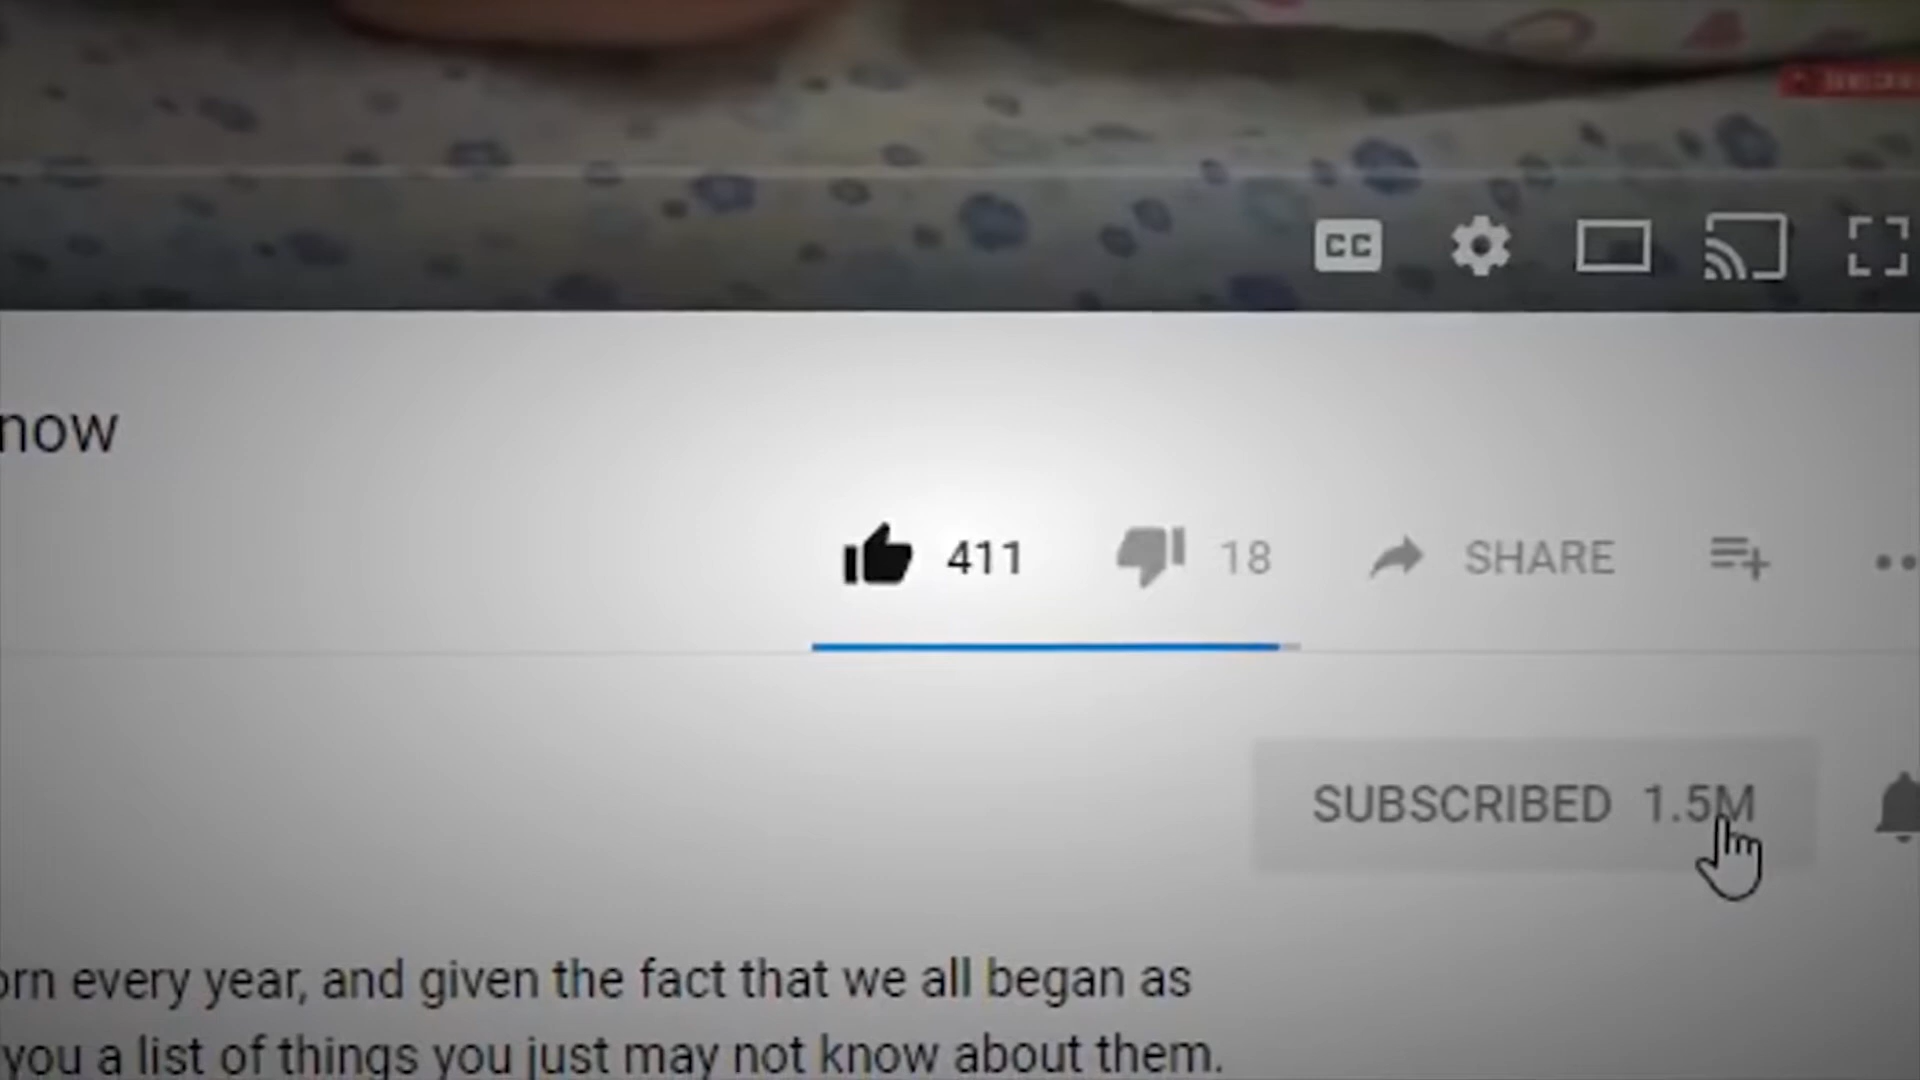 CC
now
411 18 SHARE
SUBSCRIBED 1.5M
orn every year, and given the fact that we all began as
you a list of things you just may not know about them.